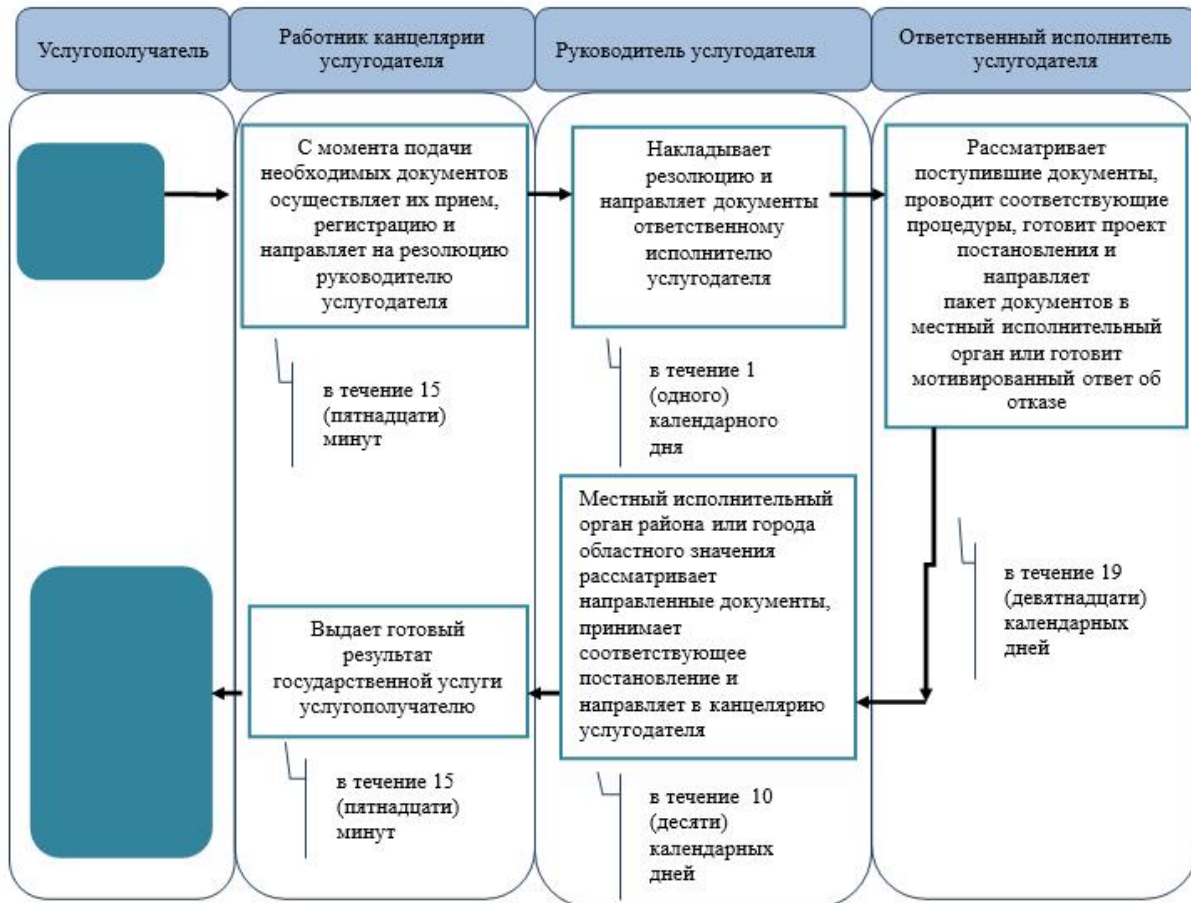 Услугополучатель
Работник канцелярии
услугодателя
Руководитель услугодателя
Ответственный исполнитель
услугодателя
С момента подачи
необходимых документов
осуществляет их прием,
регистрацию и
направляет на резолюцию
руководителю
услугодателя
в течение 15
(пятнадцати)
минут
Накладывает
резолюцию и
направляет документы
ответственному
исполнителю
услугодателя
в течение 1
(одного)
календарного
дня
Рассматривает
поступившие документы,
проводит соответствующие
процедуры, готовит проект
постановления и
направляет
пакет документов в
местный исполнительный
орган или готовит
мотивированный ответ об
отказе
в течение 19
(девятнадцати)
календарных
дней
Местный исполнительный
орган района или города
областного значения
рассматривает
направленные документы,
принимает
соответствующее
постановление и
направляет в канцелярию
услугодателя
в течение 10
(десяти)
календарных
дней
Выдает готовый
результат
государственной услуги
услугополучателю
в течение 15
(пятнадцати)
минут